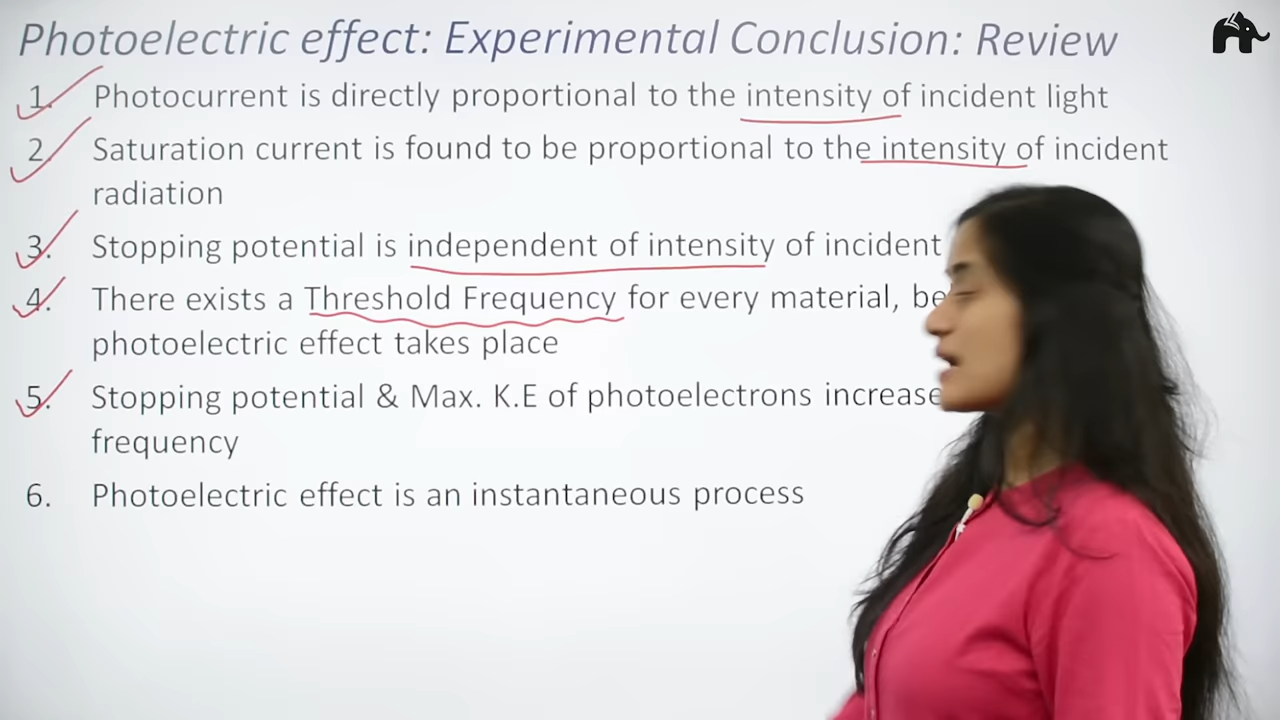 Photoelectric effect: Experimental Conclusion: Review
1. Photocurrent is directly proportional to the intensity of incident light
2. Saturation current is found to be proportional to the intensity of incident
radiation
3. Stopping potential is independent of intensity of incident
4. There exists a Threshold Frequency for every material,
photoelectric effect takes place
5. Stopping potential & Max. K.E of photoelectrons increase
frequency
6. Photoelectric effect is an instantaneous process